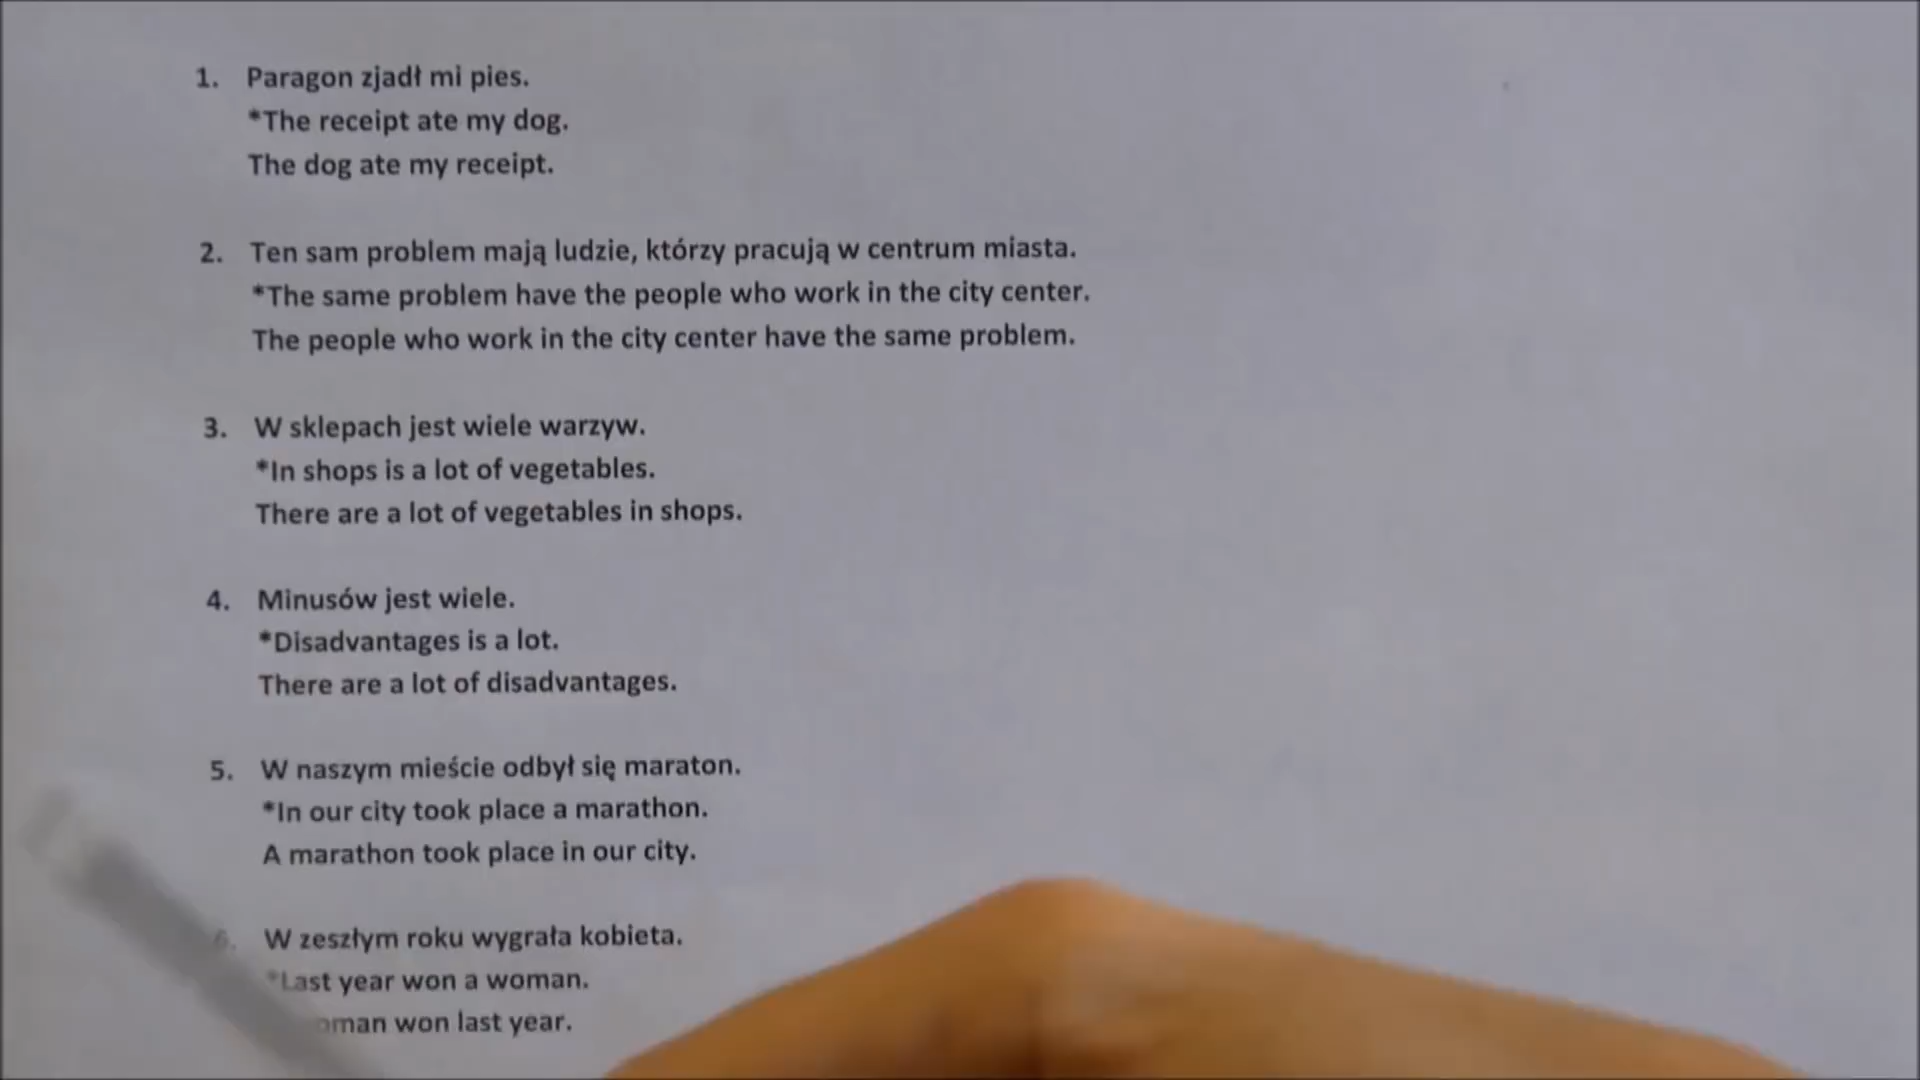 1. Paragon zjadł mi pies.
*The receipt ate my dog.
The dog ate my receipt.
2. Ten sam problem mają ludzie, którzy pracują w centrum miasta.
*The same problem have the people who work in the city center.
The people who work in the city center have the same problem.
3. W sklepach jest wiele warzyw.
*In shops is a lot of vegetables.
There are a lot of vegetables in shops.
4. Minusów jest wiele.
*Disadvantages is a lot.
There are a lot of disadvantages.
5. W naszym mieście odbył się maraton.
*In our city took place a marathon.
A marathon took place in our city.
6. W zeszłym roku wygrała kobieta.
*Last year won a woman.
won last year.